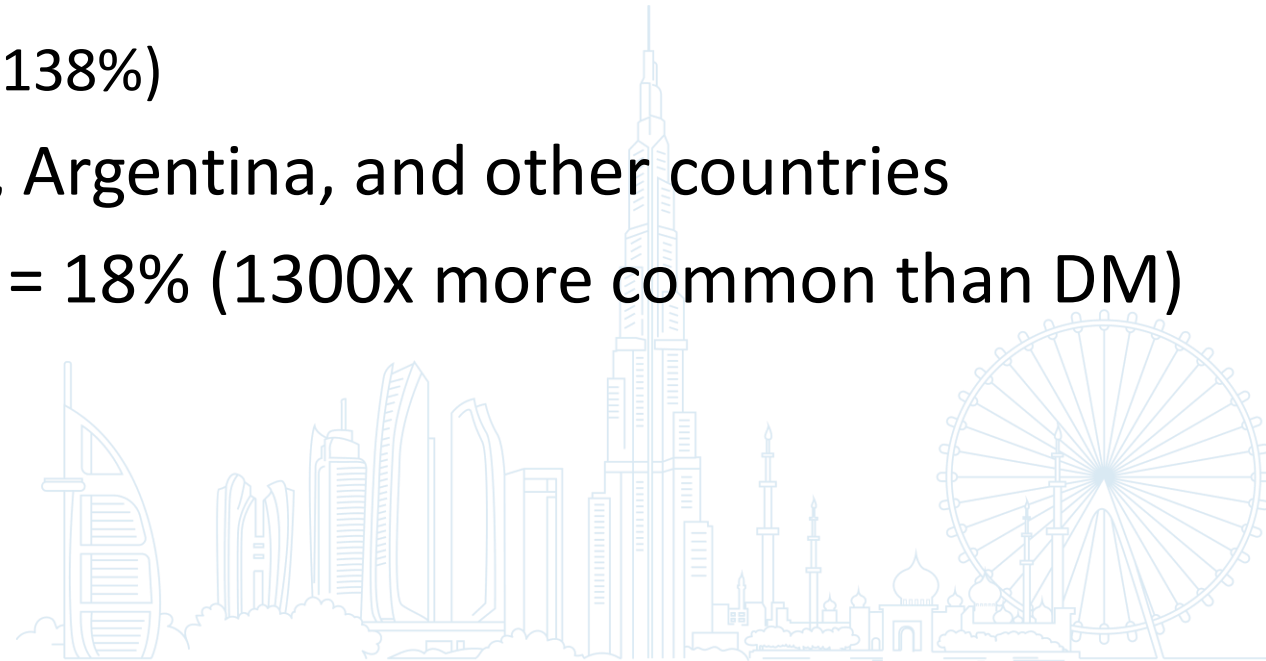 138%)
, Argentina, and other countries
= 18% (1300x more common than DM)